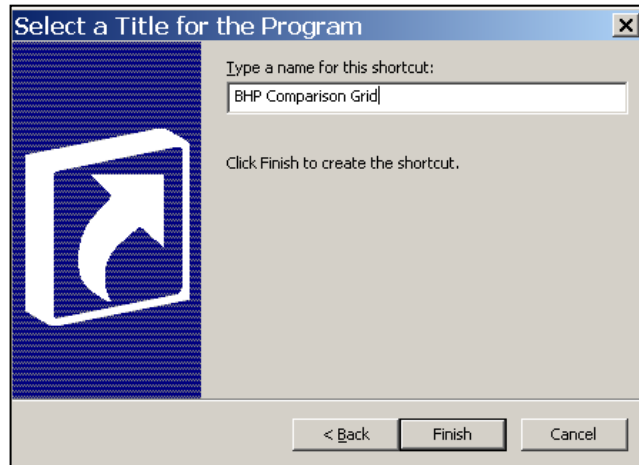 Select a Title for the Program
Type a name for this shortcut:
BHP Comparison Grid
Click Finish to create the shortcut.
< Back
Finish
Cancel